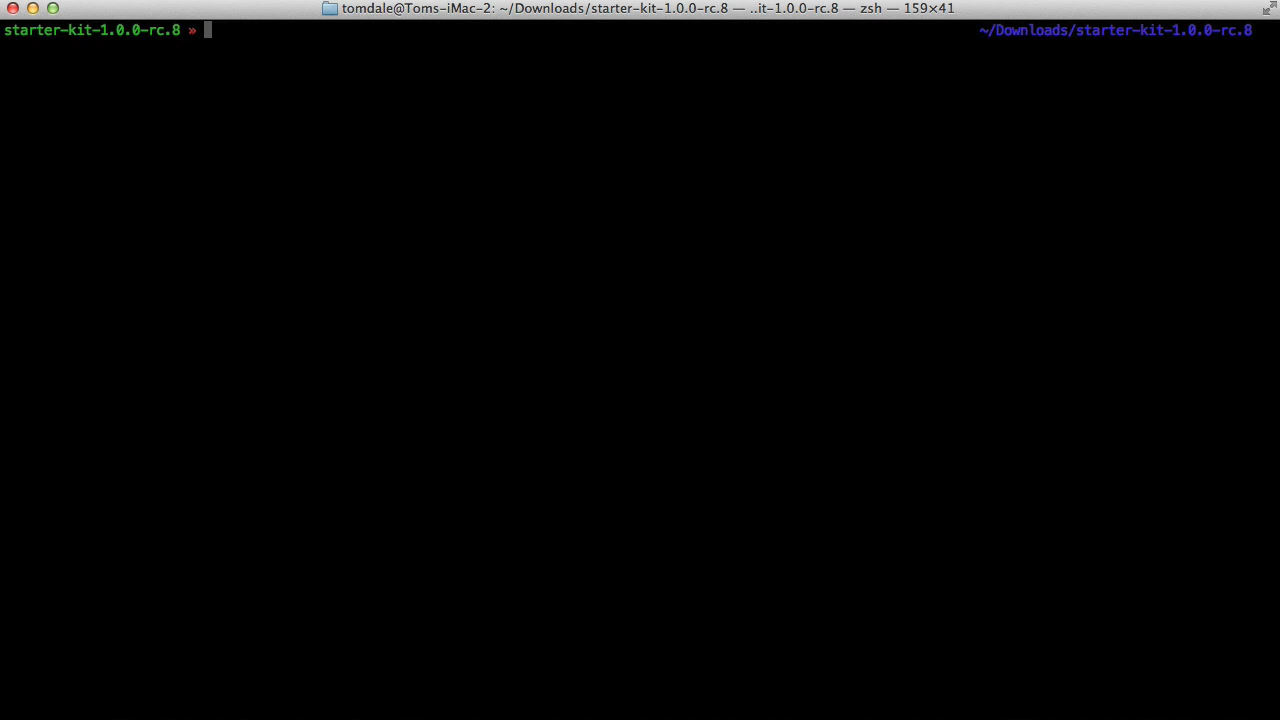 tomdale@Toms-iMac-2: ~/Downloads/starter-kit-1.0.0-rc.8 — ..it-1.0.0-rc.8 — zsh — 159×41
starter-kit-1.0.0-rc.8 » ~/Downloads/starter-kit-1.0.0-rc.8